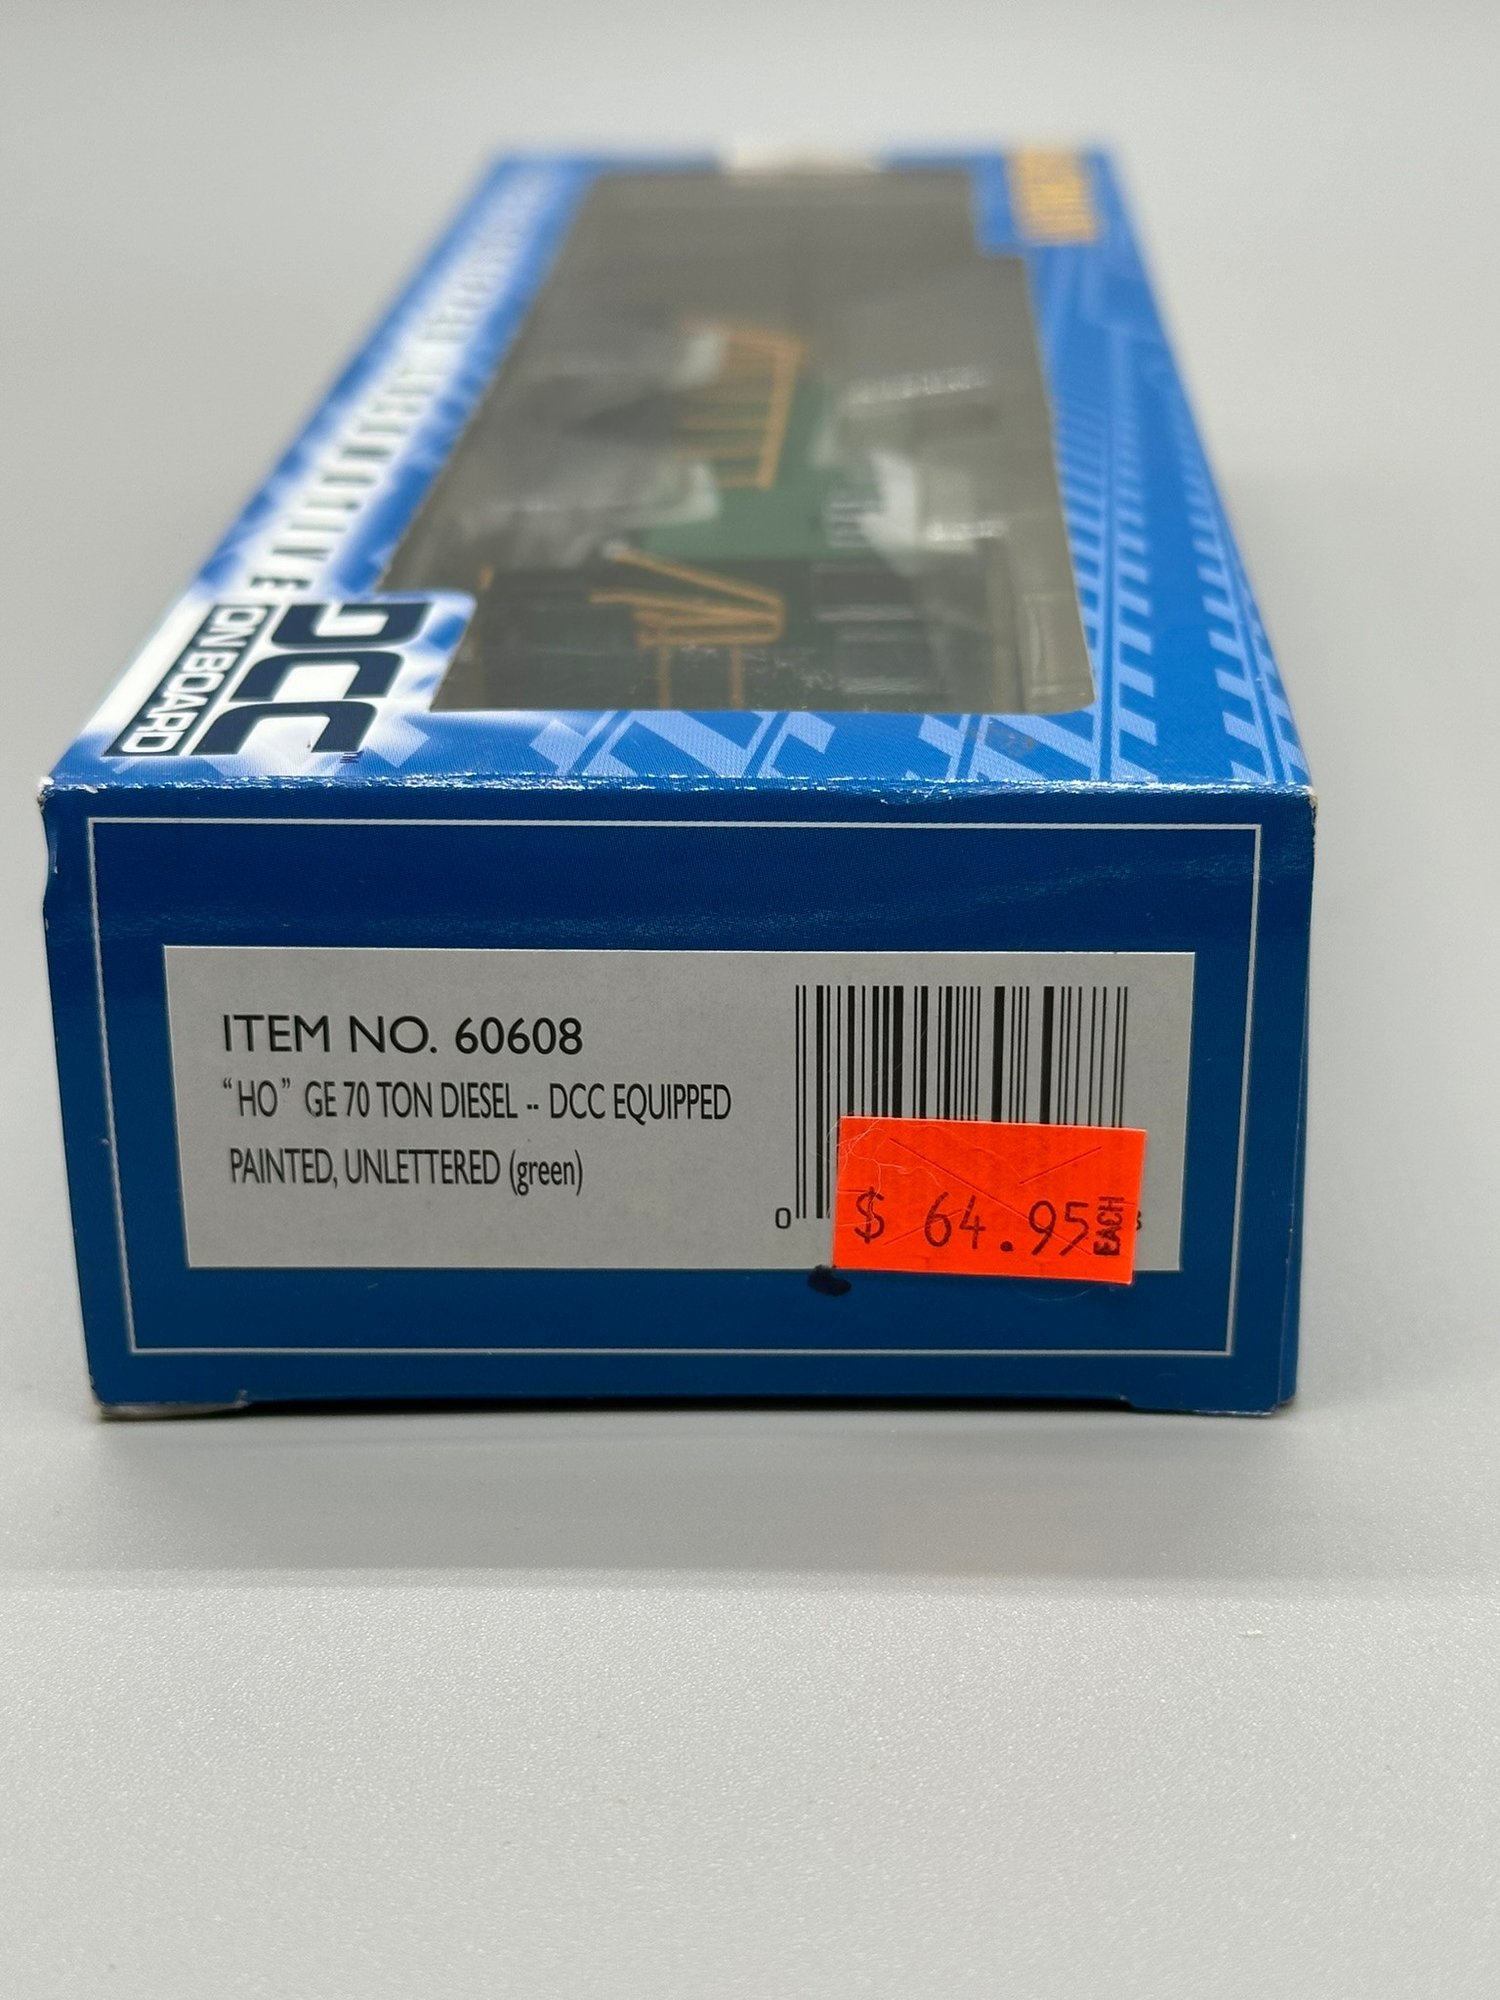 DCC
ON BOARD
ITEM NO. 60608
“HO” GE 70 TON DIESEL -- DCC EQUIPPED
PAINTED, UNLETTERED (green)
0
$ 64.95 EACH